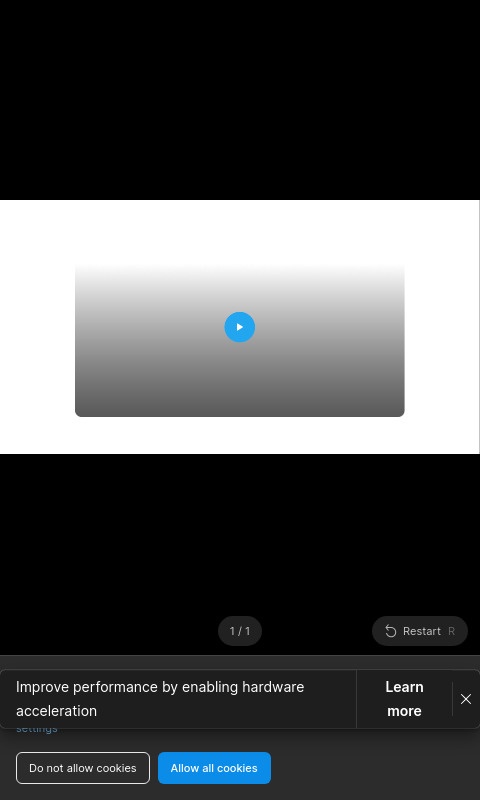 1 / 1
Restart R
Improve performance by enabling hardware
acceleration
Learn
more
settings
Do not allow cookies
Allow all cookies